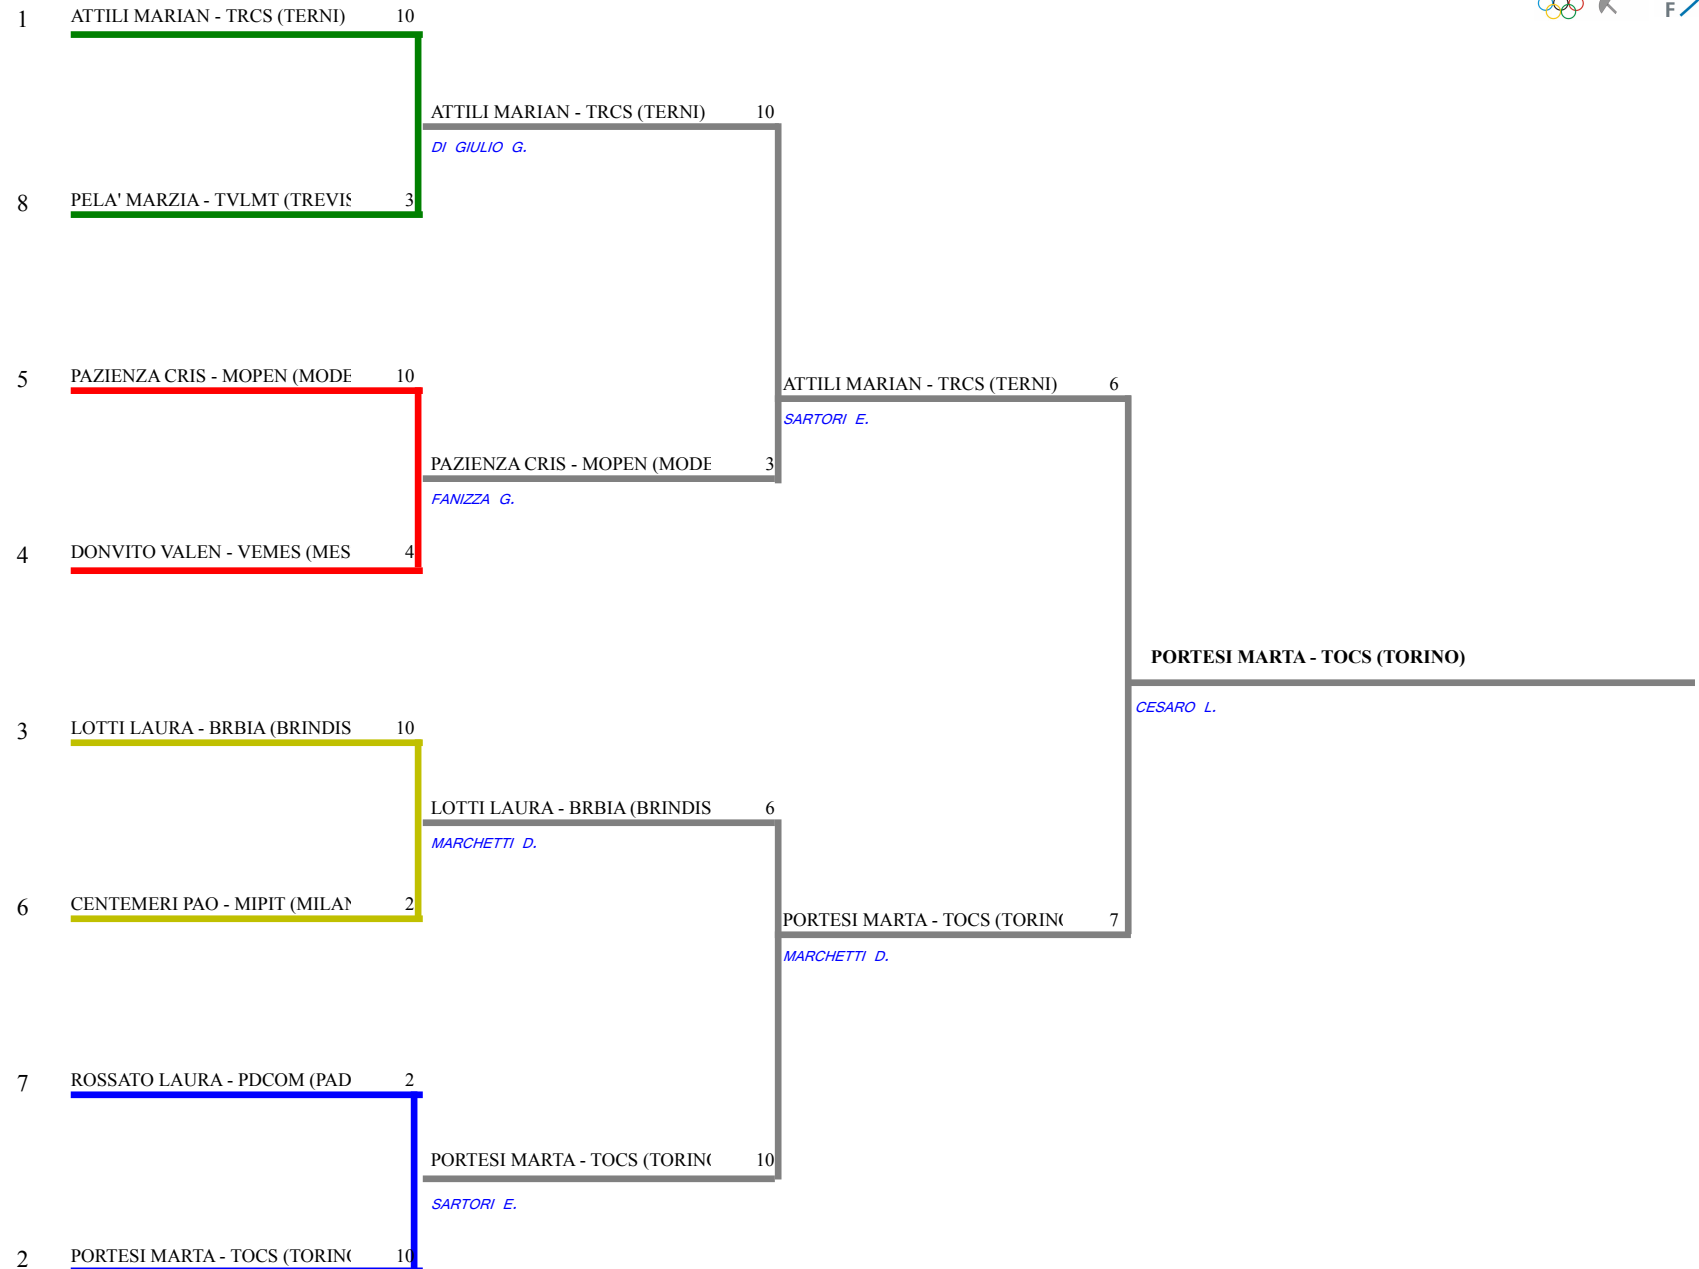 1 ATTILI MARIAN - TRCS (TERNI) 10
F
ATTILI MARIAN - TRCS (TERNI) 10
DI GIULIO G.
8 PELA' MARZIA - TVLMT (TREVIS 3
5 PAZIENZA CRIS - MOPEN (MODE 10
ATTILI MARIAN - TRCS (TERNI) 6
SARTORI E.
PAZIENZA CRIS - MOPEN (MODE 3
FANIZZA G.
4 DONVITO VALEN - VEMES (MES 4
PORTESI MARTA - TOCS (TORINO)
CESARO L.
3 LOTTI LAURA - BRBIA (BRINDIS 10
LOTTI LAURA - BRBIA (BRINDIS 6
MARCHETTI D.
6 CENTEMERI PAO - MIPIT (MILAN 2
PORTESI MARTA - TOCS (TORINO 7
MARCHETTI D.
7 ROSSATO LAURA - PDCOM (PAD 2
PORTESI MARTA - TOCS (TORINO 10
SARTORI E.
2 PORTESI MARTA - TOCS (TORINO 10